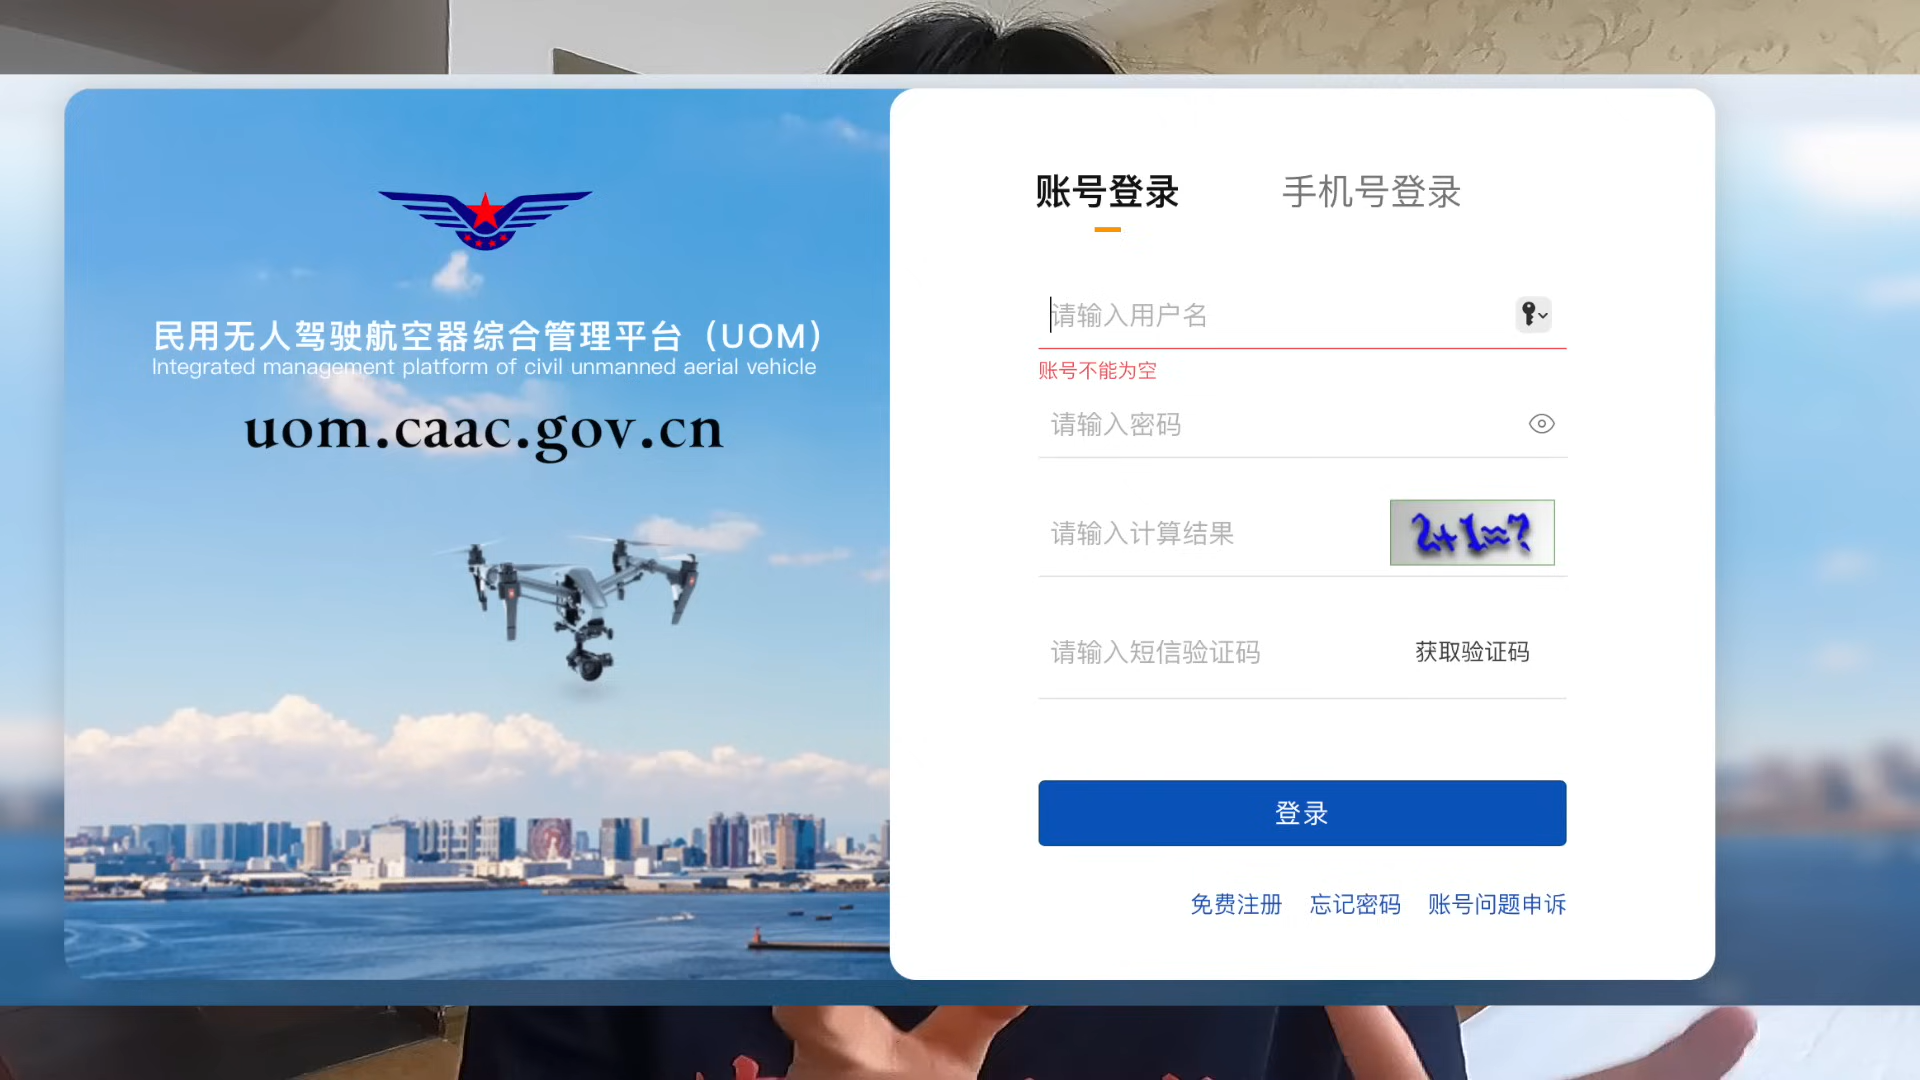 民用无人驾驶航空器综合管理平台（UOM）
Integrated management platform of civil unmanned aerial vehicle
uom.caac.gov.cn
账号登录
手机号登录
请输入用户名
账号不能为空
请输入密码
请输入计算结果
2+1=?
请输入短信验证码
获取验证码
登录
免费注册
忘记密码
账号问题申诉